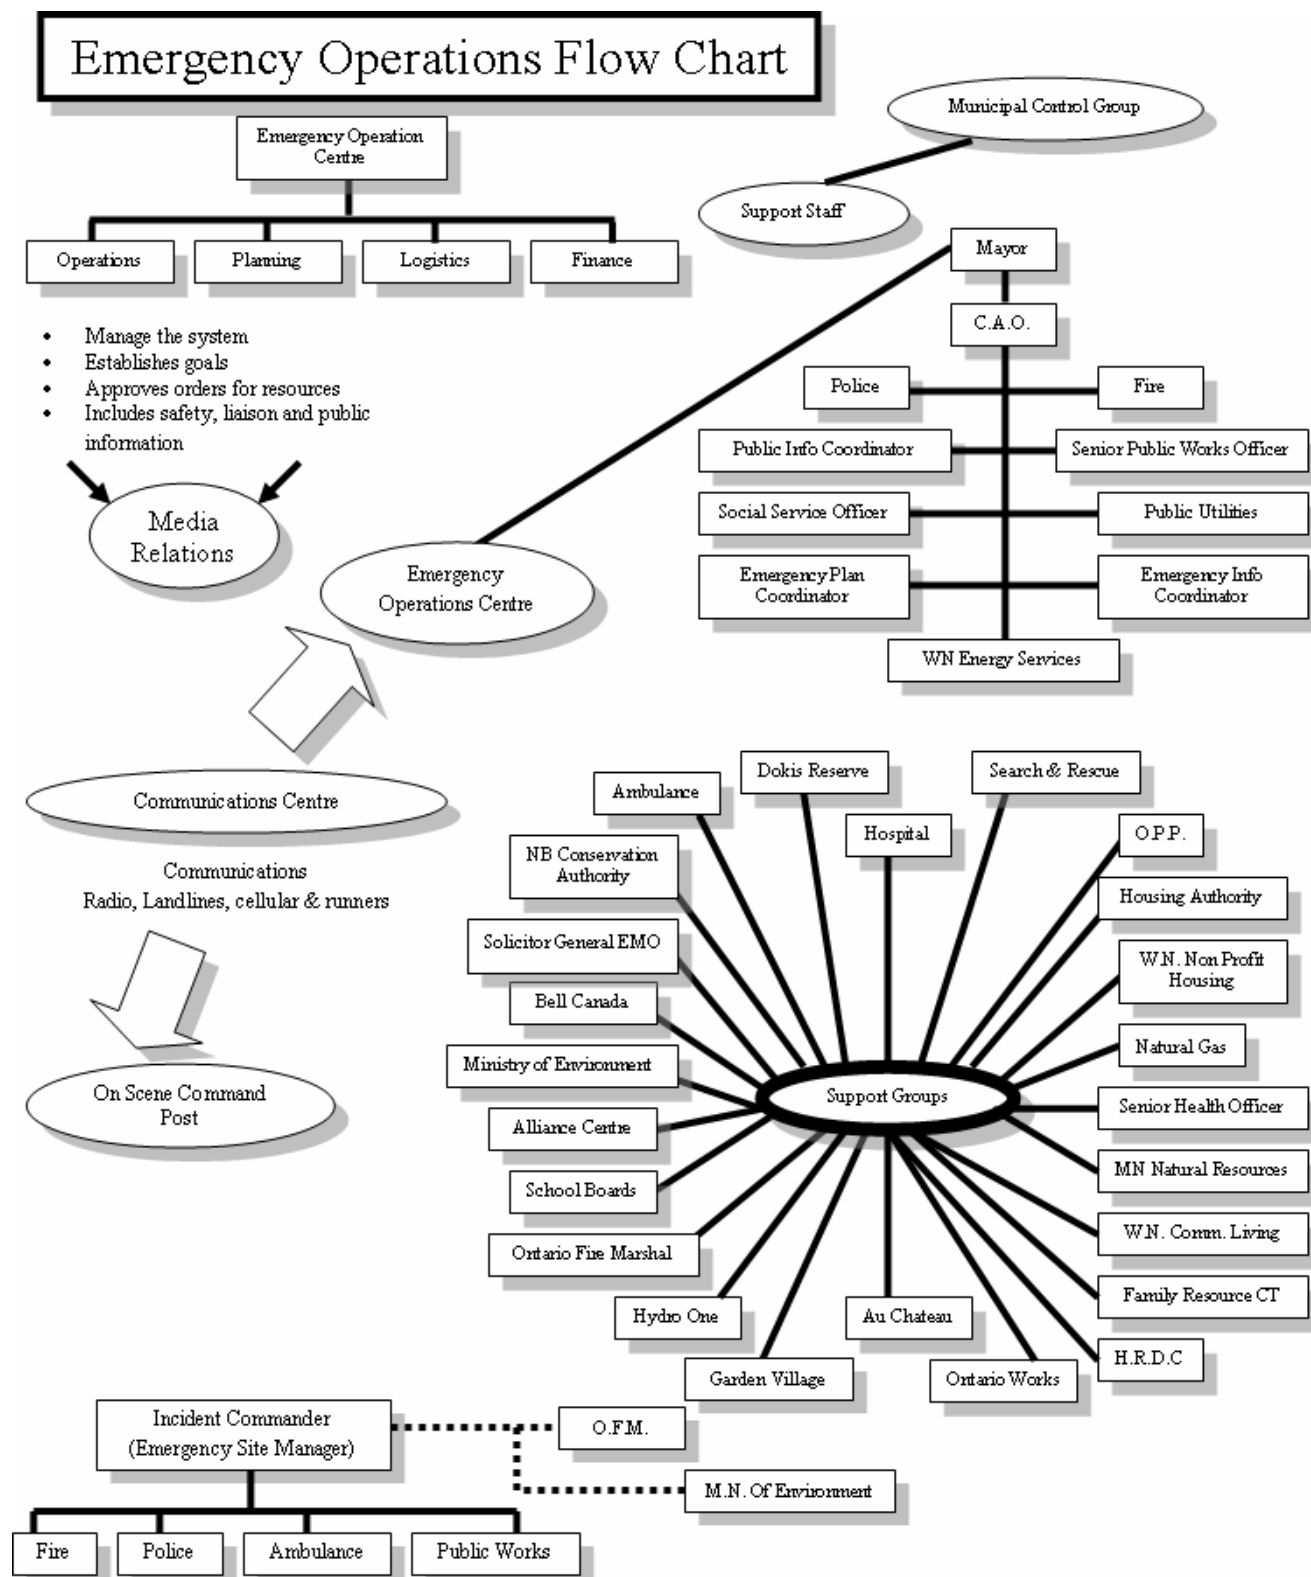 Emergency Operations Flow Chart
Municipal Control Group
Emergency Operation
Centre
Support Staff
Operations
Planning
Logistics
Finance
Mayor
C.A.O.
• Manage the system
• Establishes goals
• Approves orders for resources
• Includes safety, liaison and public
information
Police
Fire
Public Info Coordinator
Senior Public Works Officer
Media
Relations
Social Service Officer
Public Utilities
Emergency
Operations Centre
Emergency Plan
Coordinator
Emergency Info
Coordinator
WN Energy Services
Communications Centre
Communications
Radio, Landlines, cellular & runners
On Scene Command
Post
Dokis Reserve
Search & Rescue
Ambulance
Hospital
O.P.P.
NB Conservation
Authority
Housing Authority
Solicitor General EMO
W.N. Non Profit
Housing
Bell Canada
Natural Gas
Ministry of Environment
Support Groups
Senior Health Officer
Alliance Centre
MN Natural Resources
School Boards
W.N. Comm. Living
Ontario Fire Marshal
Family Resource CT
Hydro One
Au Chateau
H.R.D.C
Garden Village
Ontario Works
Incident Commander
(Emergency Site Manager)
O.F.M.
M.N. Of Environment
Fire
Police
Ambulance
Public Works